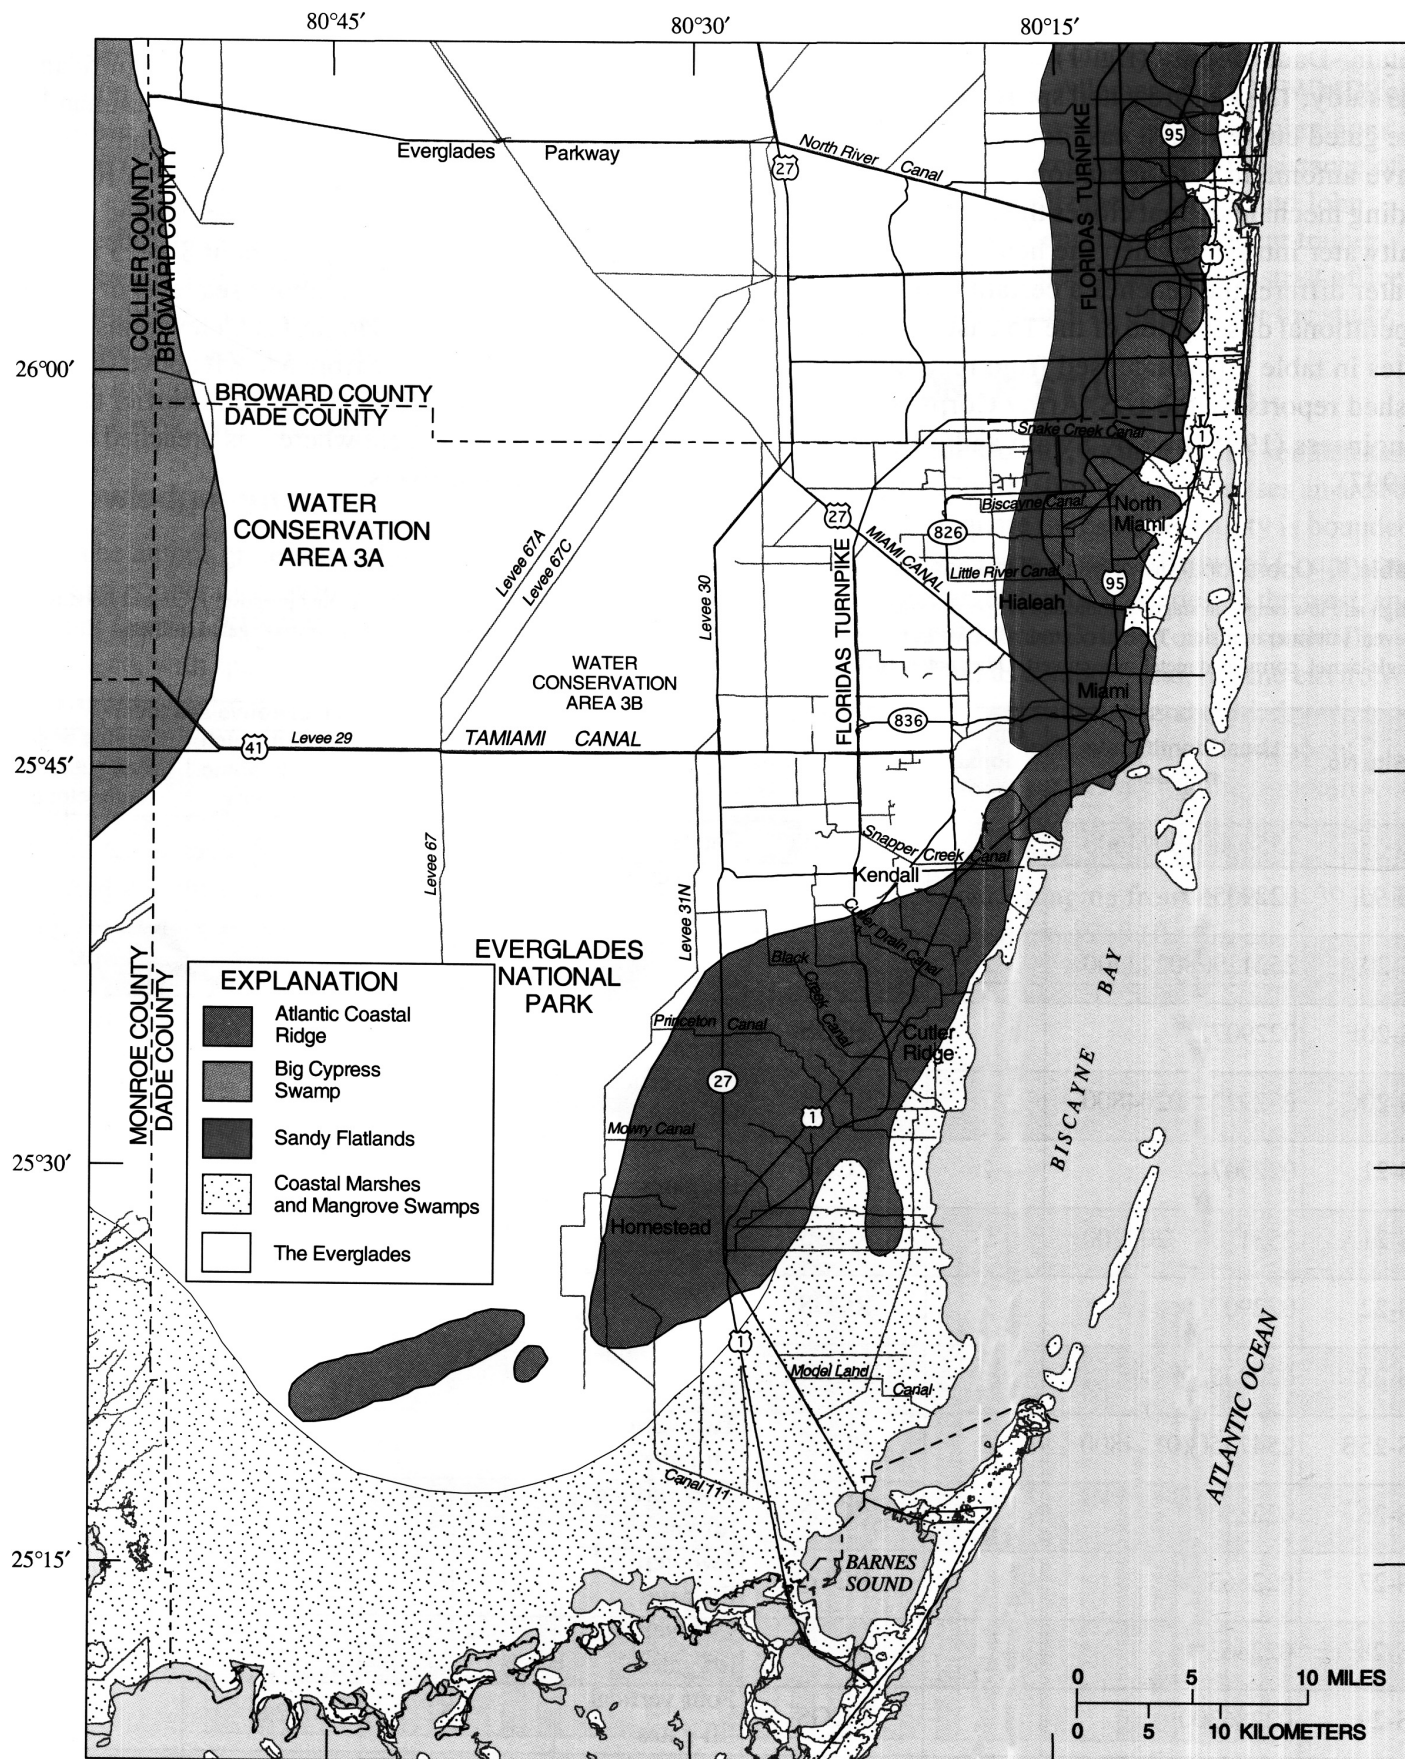 80°45′
80°30′
80°15′
Everglades Parkway
North River Canal
27
95
FLORIDAS TURNPIKE
1
COLLIER COUNTY
BROWARD COUNTY
26°00′
BROWARD COUNTY
DADE COUNTY
Snake Creek Canal
1
WATER
CONSERVATION
AREA 3A
Levee 67A
Levee 67C
27
MIAMI CANAL
826
Biscayne Canal
North
Miami
Little River Canal
95
Hialeah
Levee 30
FLORIDAS TURNPIKE
WATER
CONSERVATION
AREA 3B
Miami
836
41
Levee 29
TAMIAMI CANAL
25°45′
Snapper Creek Canal
Kendall
Levee 67
Levee 31N
Cutler Drain Canal
EVERGLADES
NATIONAL
PARK
Black Creek Canal
BISCAYNE BAY
Princeton Canal
Cutler
Ridge
27
1
Mowry Canal
MONROE COUNTY
DADE COUNTY
EXPLANATION
Atlantic Coastal
Ridge
Big Cypress
Swamp
Sandy Flatlands
Coastal Marshes
and Mangrove Swamps
The Everglades
25°30′
Homestead
1
Model Land Canal
ATLANTIC OCEAN
Canal 111
25°15′
BARNES
SOUND
0 5 10 MILES
0 5 10 KILOMETERS